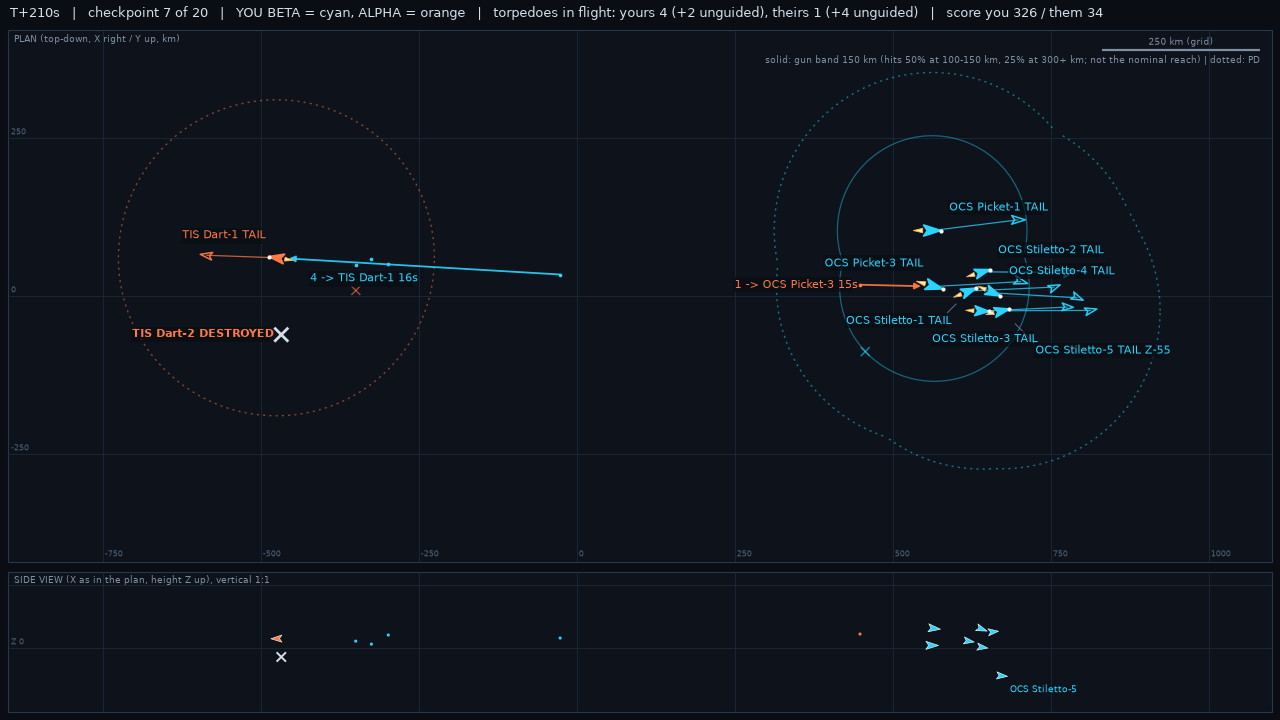 T+210s | checkpoint 7 of 20 | YOU BETA = cyan, ALPHA = orange | torpedoes in flight: yours 4 (+2 unguided), theirs 1 (+4 unguided) | score you 326 / them 34
PLAN (top-down, X right / Y up, km)
250 km (grid)
solid: gun band 150 km (hits 50% at 100-150 km, 25% at 300+ km; not the nominal reach) | dotted: PD
250
OCS Picket-1 TAIL
TIS Dart-1 TAIL
OCS Stiletto-2 TAIL
OCS Picket-3 TAIL
OCS Stiletto-4 TAIL
4 -> TIS Dart-1 16s
1 -> OCS Picket-3 15s
0
OCS Stiletto-1 TAIL
TIS Dart-2 DESTROYED
OCS Stiletto-3 TAIL
OCS Stiletto-5 TAIL Z-55
-250
-750
-500
-250
0
250
500
750
1000
SIDE VIEW (X as in the plan, height Z up), vertical 1:1
Z 0
OCS Stiletto-5